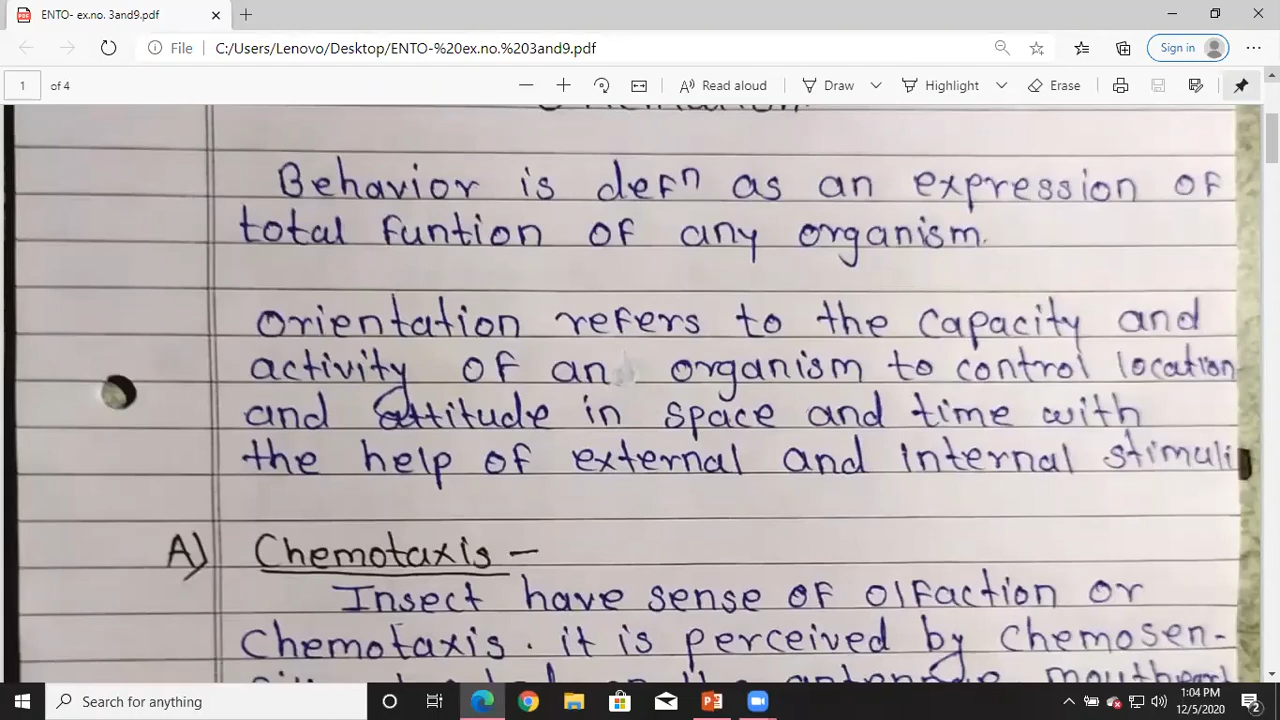 ENTO- ex.no. 3and9.pdf
File C:/Users/Lenovo/Desktop/ENTO-%20ex.no.%203and9.pdf Sign in
1 of 4 Read aloud Draw Highlight Erase
Behavior is defn as an expression of
total funtion of any organism.
Orientation refers to the capacity and
activity of an organism to control location
and attitude in space and time with
the help of external and internal stimuli
A) Chemotaxis -
Insect have sense of olfaction or
Chemotaxis. it is perceived by Chemosen-
Search for anything 1:04 PM
12/5/2020 2